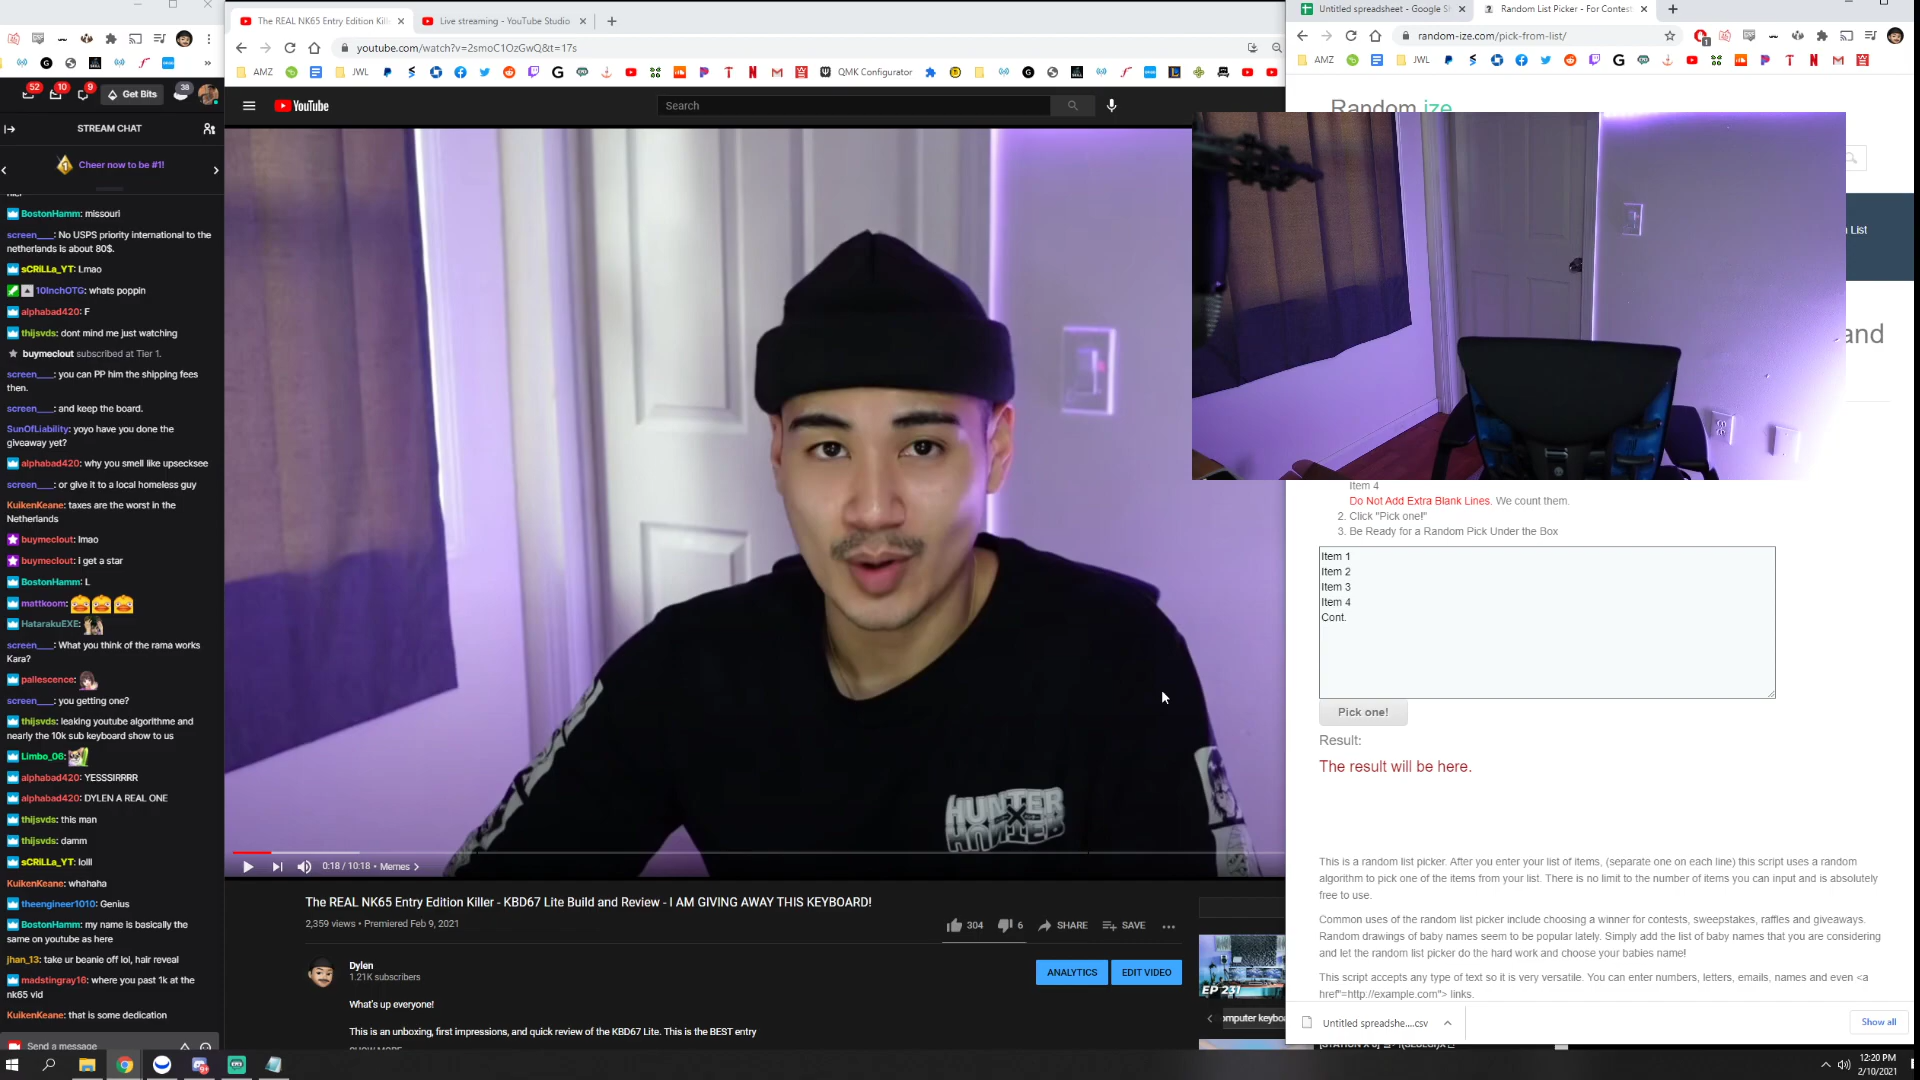 52
10
9
Get Bits
38
STREAM CHAT
Cheer now to be #1!
BostonHamm: missouri
screen____: No USPS priority international to the
netherlands is about 80$.
sCRiLLa_YT: Lmao
10InchOTG: whats poppin
alphabad420: F
thijsvds: dont mind me just watching
buymeclout subscribed at Tier 1.
screen____: you can PP him the shipping fees
then.
screen____: and keep the board.
SunOfLiability: yoyo have you done the
giveaway yet?
alphabad420: why you smell like upsecksee
screen____: or give it to a local homeless guy
KuikenKeane: taxes are the worst in the
Netherlands
buymeclout: lmao
buymeclout: i get a star
BostonHamm: L
mattkoom:
HatarakuEXE:
screen____: What you think of the rama works
Kara?
pallescence:
screen____: you getting one?
thijsvds: leaking youtube algorithme and
nearly the 10k sub keyboard show to us
Limbo_06:
alphabad420: YESSSIRRRR
alphabad420: DYLEN A REAL ONE
thijsvds: this man
thijsvds: damm
sCRiLLa_YT: lolll
KuikenKeane: whahaha
theengineer1010: Genius
BostonHamm: my name is basically the
same on youtube as here
jhan_13: take ur beanie off lol, hair reveal
madstingray16: where you past 1k at the
nk65 vid
KuikenKeane: that is some dedication
Send a message
The REAL NK65 Entry Edition Kill
Live streaming - YouTube Studio
youtube.com/watch?v=2smoC1OzGwQ&t=17s
AMZ
JWL
QMK Configurator
YouTube
Search
HUNTER
X
HUNTER
0:18 / 10:18 • Memes
The REAL NK65 Entry Edition Killer - KBD67 Lite Build and Review - I AM GIVING AWAY THIS KEYBOARD!
2,359 views • Premiered Feb 9, 2021
304
6
SHARE
SAVE
Dylen
1.21K subscribers
ANALYTICS
EDIT VIDEO
What's up everyone!
This is an unboxing, first impressions, and quick review of the KBD67 Lite. This is the BEST entry
SHOW MORE
EP 231
omputer keyboa
Untitled spreadsheet - Google S
Random List Picker - For Contest
random-ize.com/pick-from-list/
AMZ
JWL
Random.ize
n List
and
Item 4
Do Not Add Extra Blank Lines. We count them.
2. Click "Pick one!"
3. Be Ready for a Random Pick Under the Box
Item 1
Item 2
Item 3
Item 4
Cont.
Pick one!
Result:
The result will be here.
This is a random list picker. After you enter your list of items, (separate one on each line) this script uses a random
algorithm to pick one of the items from your list. There is no limit to the number of items you can input and is absolutely
free to use.
Common uses of the random list picker include choosing a winner for contests, sweepstakes, raffles and giveaways.
Random drawings of baby names seem to be popular lately. Simply add the list of baby names that you are considering
and let the random list picker do the hard work and choose your babies name!
This script accepts any type of text so it is very versatile. You can enter numbers, letters, emails, names and even <a
href"=http://example.com"> links.
Untitled spreadshe....csv
Show all
12:20 PM
2/10/2021